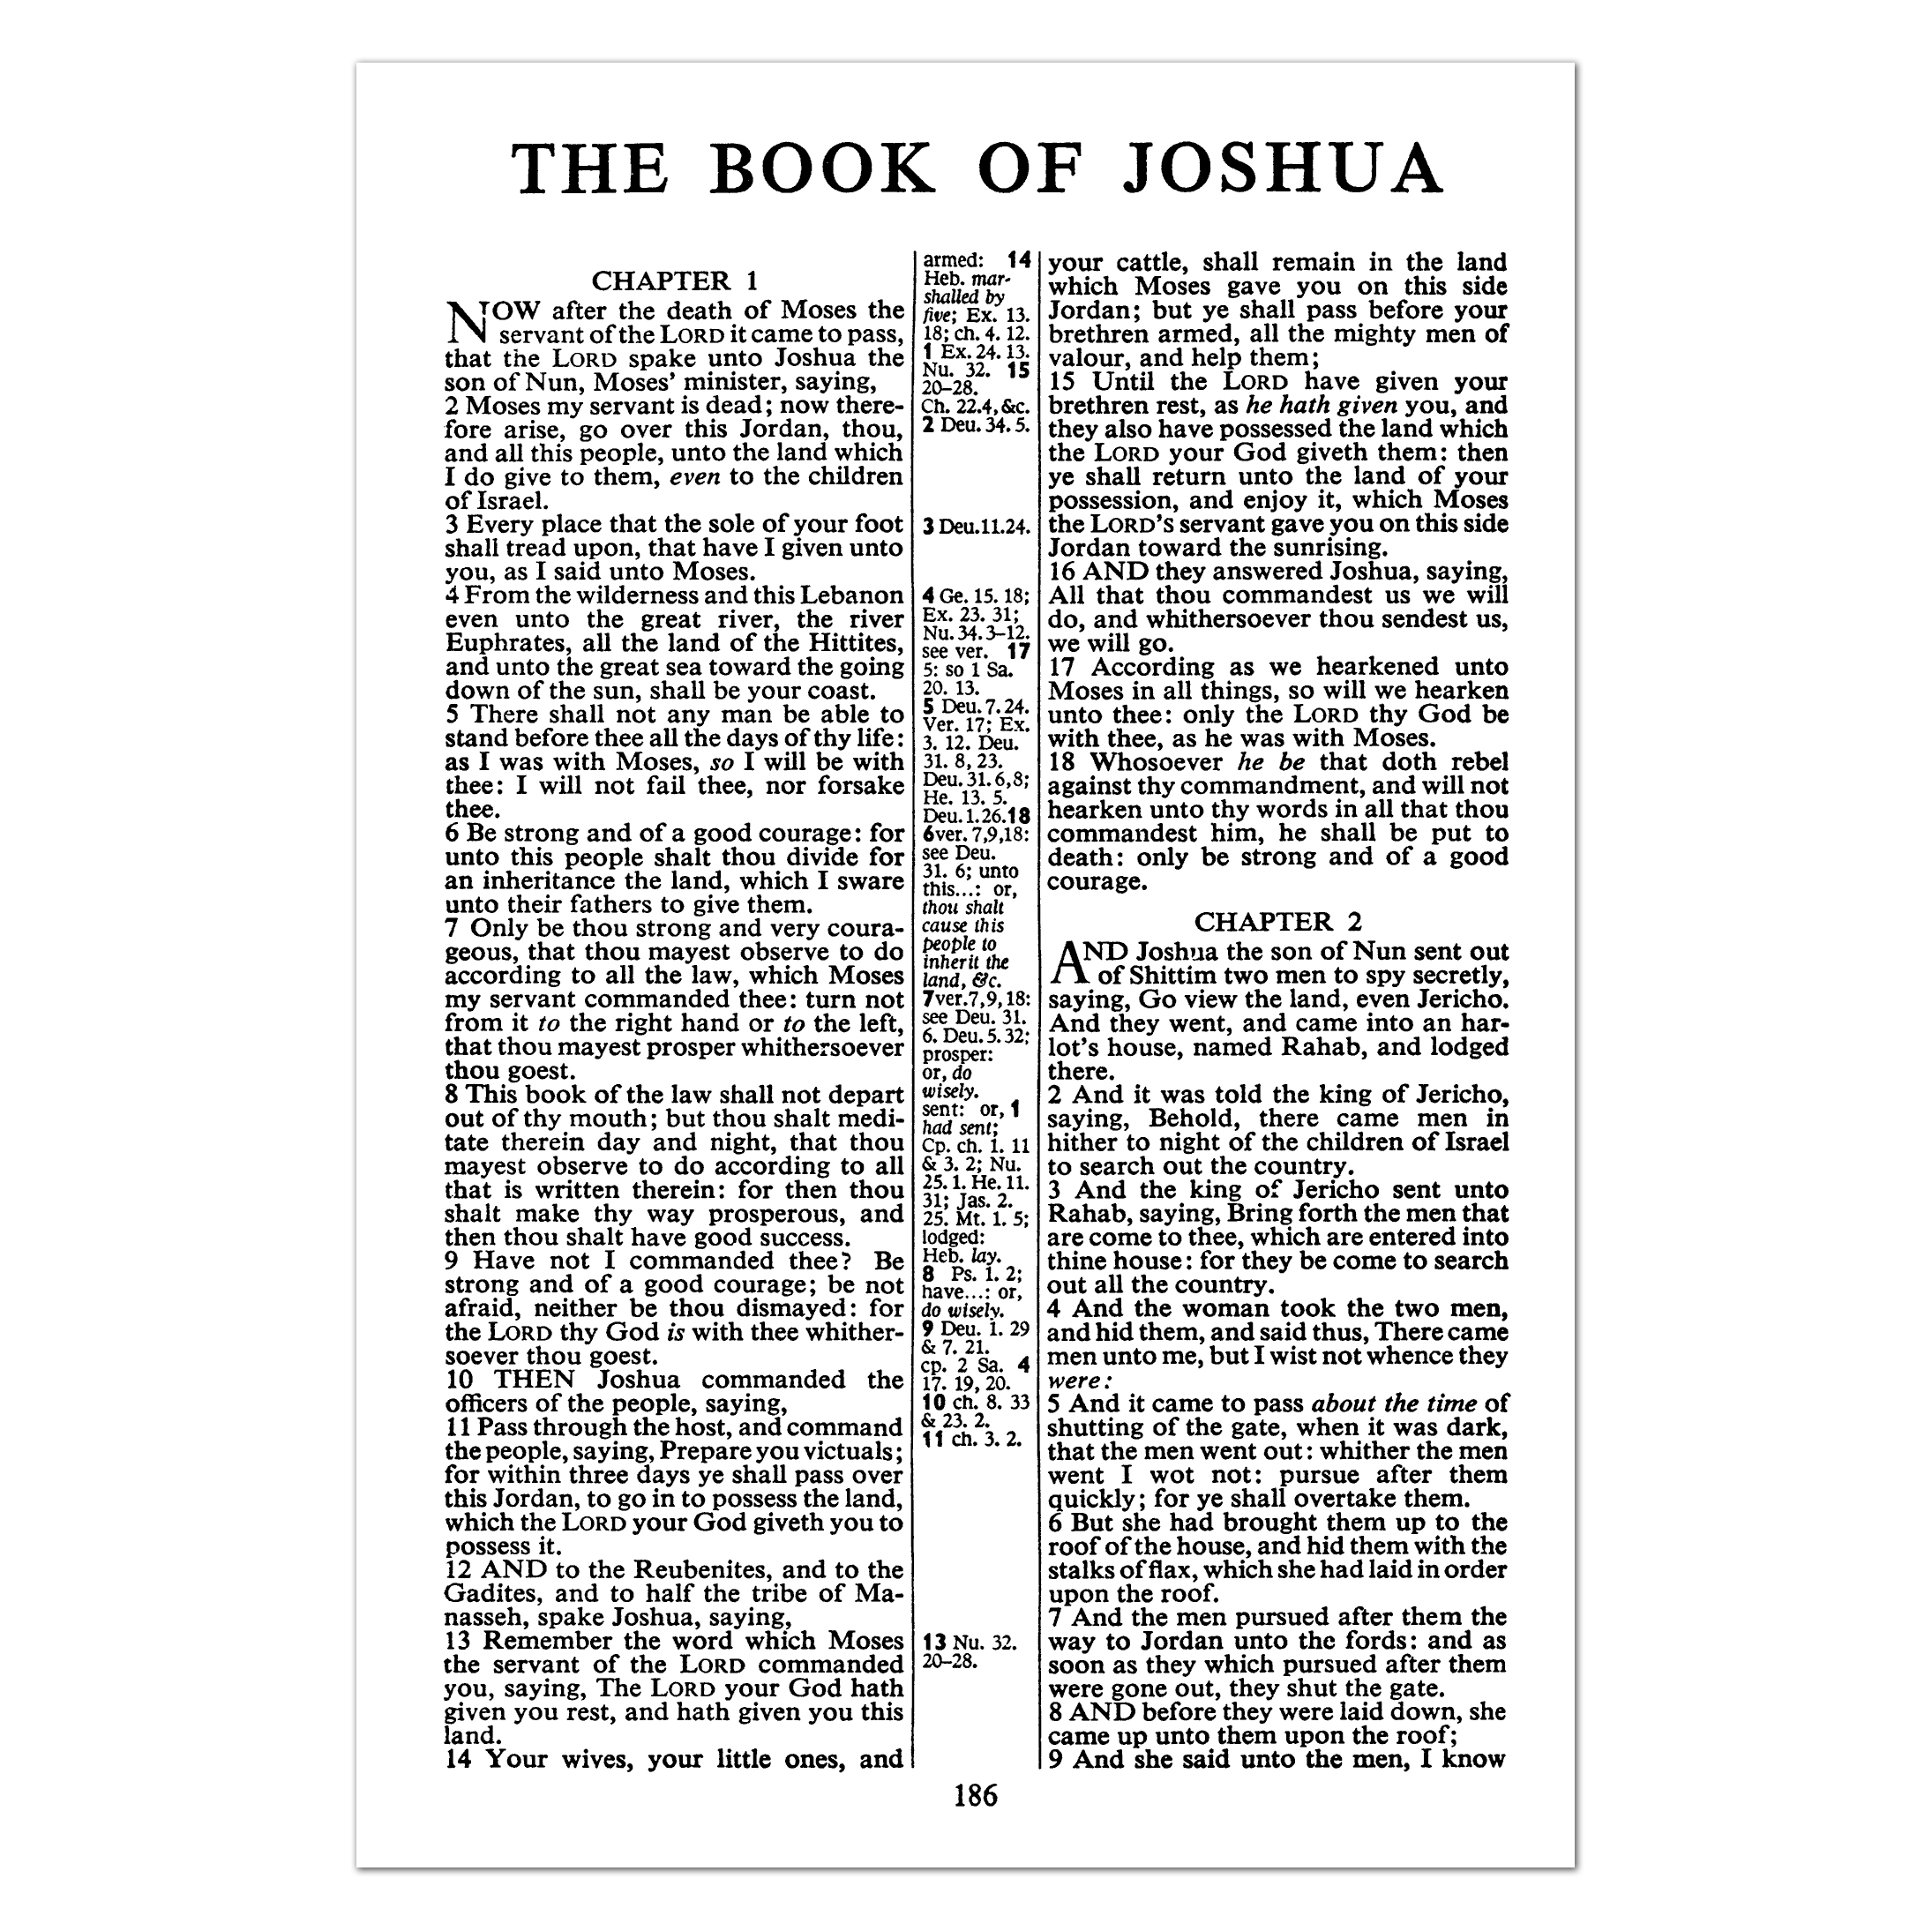 THE BOOK OF JOSHUA
CHAPTER 1
NOW after the death of Moses the
servant of the LORD it came to pass,
that the LORD spake unto Joshua the
son of Nun, Moses’ minister, saying,
2 Moses my servant is dead; now there-
fore arise, go over this Jordan, thou,
and all this people, unto the land which
I do give to them, even to the children
of Israel.
3 Every place that the sole of your foot
shall tread upon, that have I given unto
you, as I said unto Moses.
4 From the wilderness and this Lebanon
even unto the great river, the river
Euphrates, all the land of the Hittites,
and unto the great sea toward the going
down of the sun, shall be your coast.
5 There shall not any man be able to
stand before thee all the days of thy life:
as I was with Moses, so I will be with
thee: I will not fail thee, nor forsake
thee.
6 Be strong and of a good courage: for
unto this people shalt thou divide for
an inheritance the land, which I sware
unto their fathers to give them.
7 Only be thou strong and very coura-
geous, that thou mayest observe to do
according to all the law, which Moses
my servant commanded thee: turn not
from it to the right hand or to the left,
that thou mayest prosper whithersoever
thou goest.
8 This book of the law shall not depart
out of thy mouth; but thou shalt medi-
tate therein day and night, that thou
mayest observe to do according to all
that is written therein: for then thou
shalt make thy way prosperous, and
then thou shalt have good success.
9 Have not I commanded thee? Be
strong and of a good courage; be not
afraid, neither be thou dismayed: for
the LORD thy God is with thee whither-
soever thou goest.
10 THEN Joshua commanded the
officers of the people, saying,
11 Pass through the host, and command
the people, saying, Prepare you victuals;
for within three days ye shall pass over
this Jordan, to go in to possess the land,
which the LORD your God giveth you to
possess it.
12 AND to the Reubenites, and to the
Gadites, and to half the tribe of Ma-
nasseh, spake Joshua, saying,
13 Remember the word which Moses
the servant of the LORD commanded
you, saying, The LORD your God hath
given you rest, and hath given you this
land.
14 Your wives, your little ones, and
armed: 14
Heb. mar-
shalled by
five; Ex. 13.
18; ch. 4. 12.
1 Ex. 24. 13.
Nu. 32. 15
20–28.
Ch. 22.4,&c.
2 Deu. 34. 5.
3 Deu.11.24.
4 Ge. 15. 18;
Ex. 23. 31;
Nu. 34.3–12.
see ver. 17
5: so 1 Sa.
20. 13.
5 Deu. 7. 24.
Ver. 17; Ex.
3. 12. Deu.
31. 8, 23.
Deu. 31. 6,8;
He. 13. 5.
Deu. 1.26. 18
6 ver. 7,9,18:
see Deu.
31. 6; unto
this...: or,
thou shalt
cause this
people to
inherit the
land, &c.
7 ver.7,9,18:
see Deu. 31.
6. Deu. 5. 32;
prosper:
or, do
wisely.
sent: or, 1
had sent;
Cp. ch. 1. 11
& 3. 2; Nu.
25. 1. He. 11.
31; Jas. 2.
25. Mt. 1. 5;
lodged:
Heb. lay.
8 Ps. 1. 2;
have...: or,
do wisely.
9 Deu. 1. 29
& 7. 21.
cp. 2 Sa. 4
17. 19, 20.
10 ch. 8. 33
& 23. 2.
11 ch. 3. 2.
13 Nu. 32.
20–28.
your cattle, shall remain in the land
which Moses gave you on this side
Jordan; but ye shall pass before your
brethren armed, all the mighty men of
valour, and help them;
15 Until the LORD have given your
brethren rest, as he hath given you, and
they also have possessed the land which
the LORD your God giveth them: then
ye shall return unto the land of your
possession, and enjoy it, which Moses
the LORD’S servant gave you on this side
Jordan toward the sunrising.
16 AND they answered Joshua, saying,
All that thou commandest us we will
do, and whithersoever thou sendest us,
we will go.
17 According as we hearkened unto
Moses in all things, so will we hearken
unto thee: only the LORD thy God be
with thee, as he was with Moses.
18 Whosoever he be that doth rebel
against thy commandment, and will not
hearken unto thy words in all that thou
commandest him, he shall be put to
death: only be strong and of a good
courage.
CHAPTER 2
AND Joshua the son of Nun sent out
of Shittim two men to spy secretly,
saying, Go view the land, even Jericho.
And they went, and came into an har-
lot’s house, named Rahab, and lodged
there.
2 And it was told the king of Jericho,
saying, Behold, there came men in
hither to night of the children of Israel
to search out the country.
3 And the king of Jericho sent unto
Rahab, saying, Bring forth the men that
are come to thee, which are entered into
thine house: for they be come to search
out all the country.
4 And the woman took the two men,
and hid them, and said thus, There came
men unto me, but I wist not whence they
were:
5 And it came to pass about the time of
shutting of the gate, when it was dark,
that the men went out: whither the men
went I wot not: pursue after them
quickly; for ye shall overtake them.
6 But she had brought them up to the
roof of the house, and hid them with the
stalks of flax, which she had laid in order
upon the roof.
7 And the men pursued after them the
way to Jordan unto the fords: and as
soon as they which pursued after them
were gone out, they shut the gate.
8 AND before they were laid down, she
came up unto them upon the roof;
9 And she said unto the men, I know
186